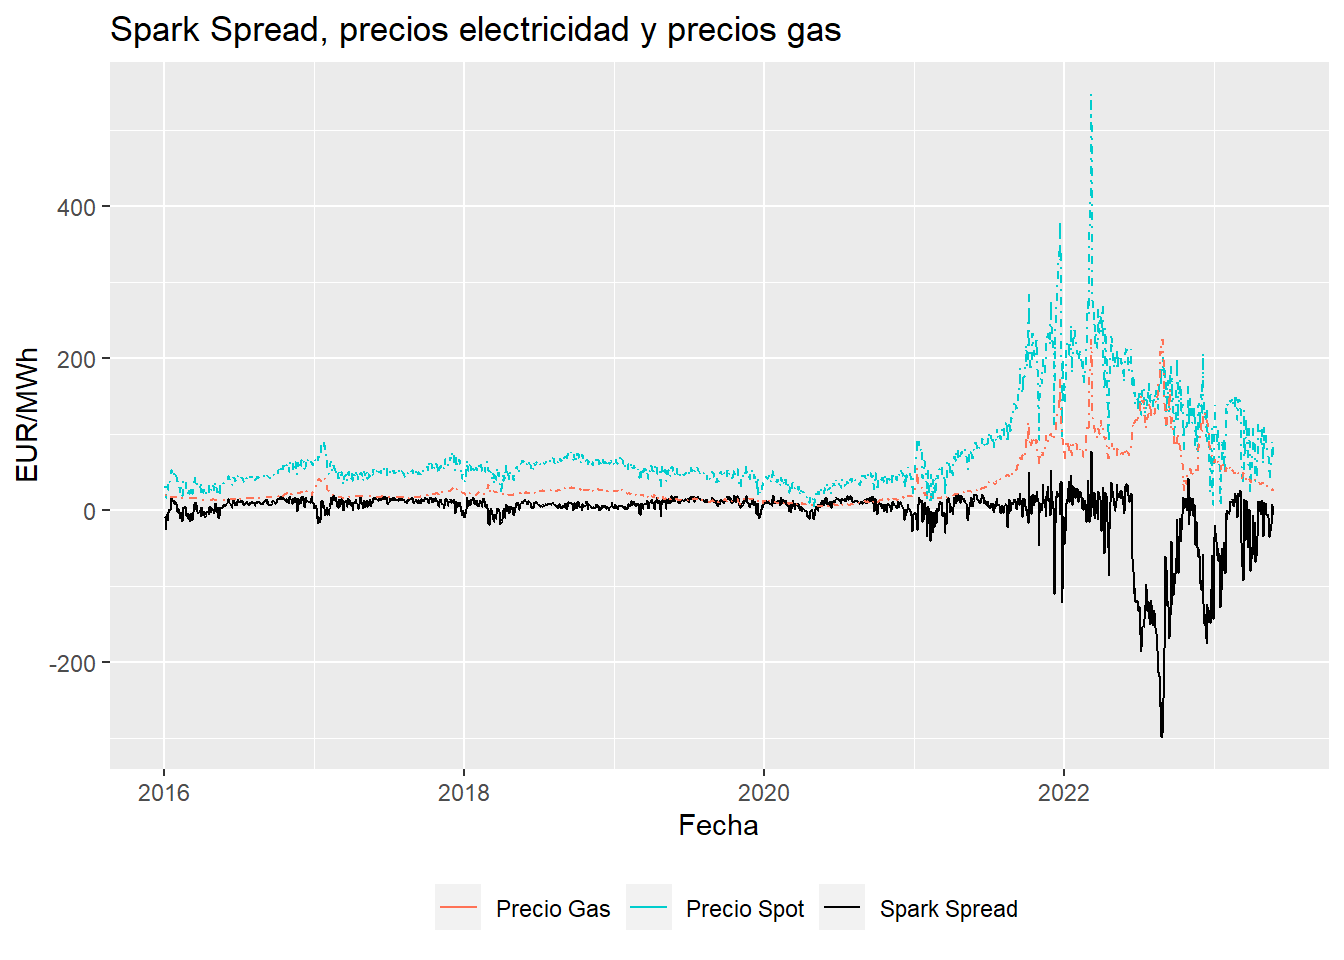 Spark Spread, precios electricidad y precios gas
EUR/MWh
400
200
0
-200
2016 2018 2020 2022
Fecha
Precio Gas Precio Spot Spark Spread